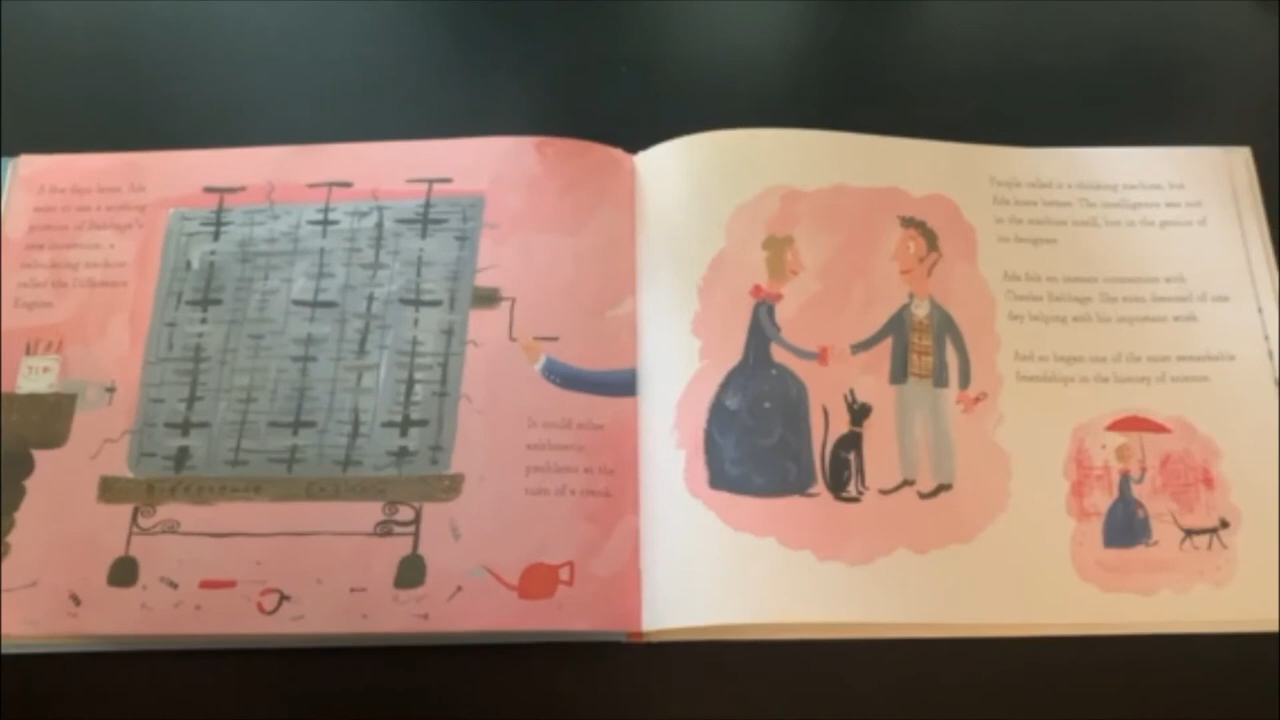 A few days later, Ada
went to see a working
portion of Babbage's
new invention, a
calculating machine
called the Difference
Engine.
It could solve
arithmetic
problems at the
turn of a crank.
Difference Engine
People called it a thinking machine, but
Ada knew better. The intelligence was not
in the machine itself, but in the genius of
its designer.
Ada felt an instant connection with
Charles Babbage. She even dreamed of one
day helping with his important work.
And so began one of the most remarkable
friendships in the history of science.